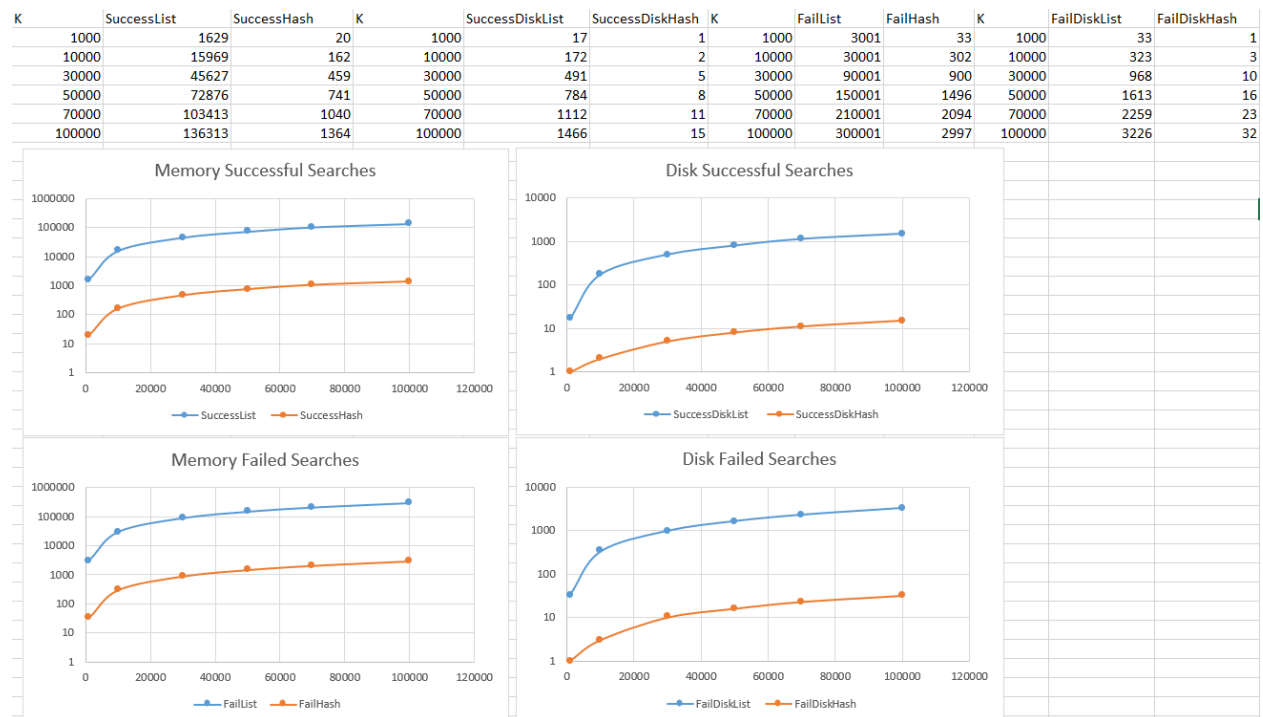 K SuccessList SuccessHash K SuccessDiskList SuccessDiskHash K FailList FailHash K FailDiskList FailDiskHash
1000 1629 20 1000 17 1 1000 3001 33 1000 33 1
10000 15969 162 10000 172 2 10000 30001 302 10000 323 3
30000 45627 459 30000 491 5 30000 90001 900 30000 968 10
50000 72876 741 50000 784 8 50000 150001 1496 50000 1613 16
70000 103413 1040 70000 1112 11 70000 210001 2094 70000 2259 23
100000 136313 1364 100000 1466 15 100000 300001 2997 100000 3226 32
Memory Successful Searches
1000000
100000
10000
1000
100
10
1
0 20000 40000 60000 80000 100000 120000
SuccessList SuccessHash
Disk Successful Searches
10000
1000
100
10
1
0 20000 40000 60000 80000 100000 120000
SuccessDiskList SuccessDiskHash
Memory Failed Searches
1000000
100000
10000
1000
100
10
1
0 20000 40000 60000 80000 100000 120000
FailList FailHash
Disk Failed Searches
10000
1000
100
10
1
0 20000 40000 60000 80000 100000 120000
FailDiskList FailDiskHash